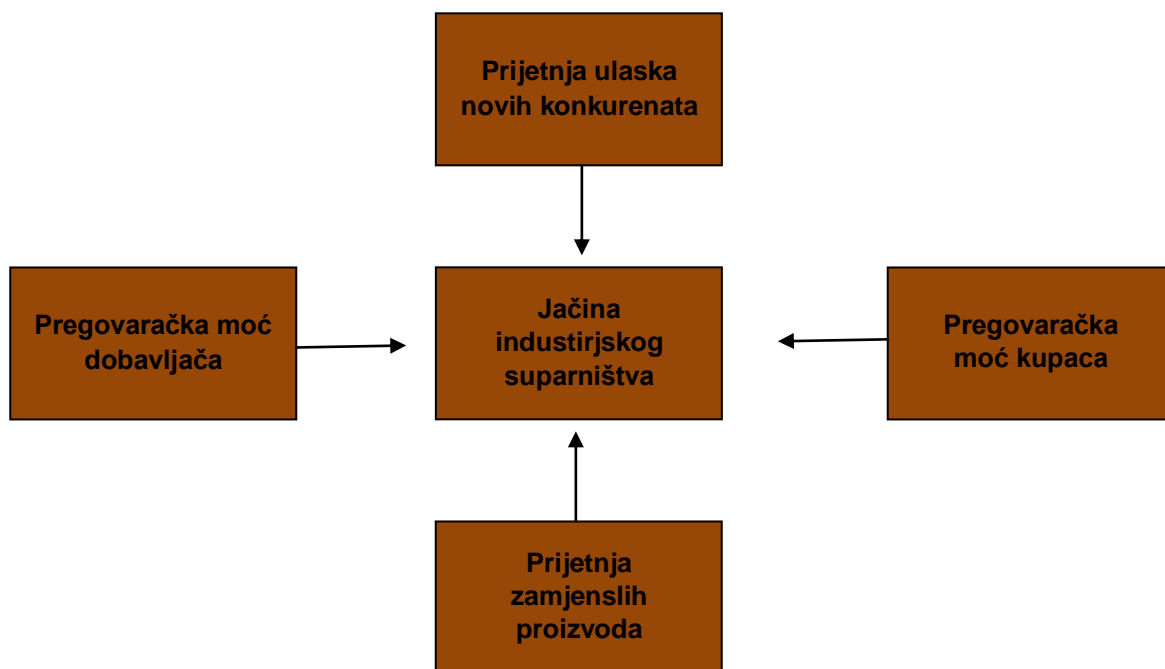 Prijetnja ulaska
novih konkurenata
Pregovaračka moć
dobavljača
Jačina
industirjskog
suparništva
Pregovaračka
moć kupaca
Prijetnja
zamjenslih
proizvoda